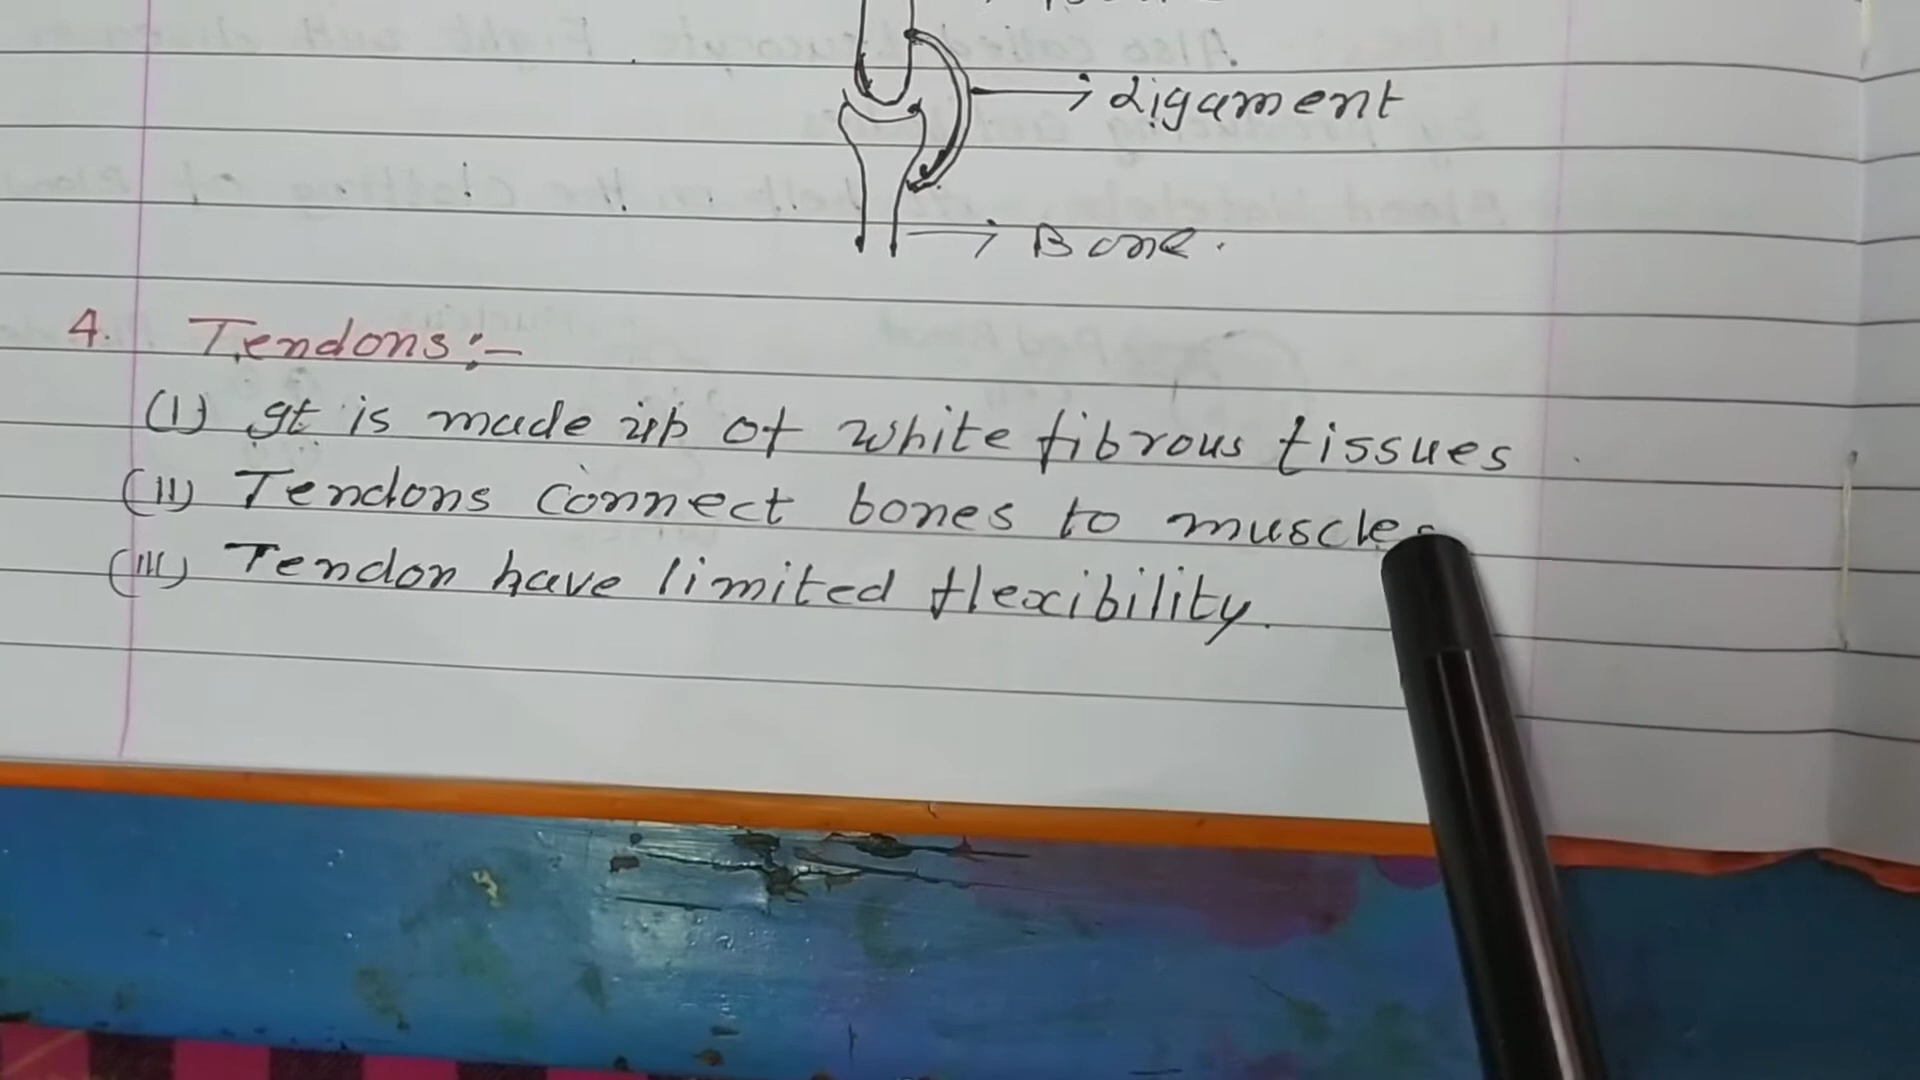 Ligament
Bone.
4. Tendons:-
(I) It is made up of white fibrous tissues
(II) Tendons connect bones to muscles
(III) Tendon have limited flexibility.